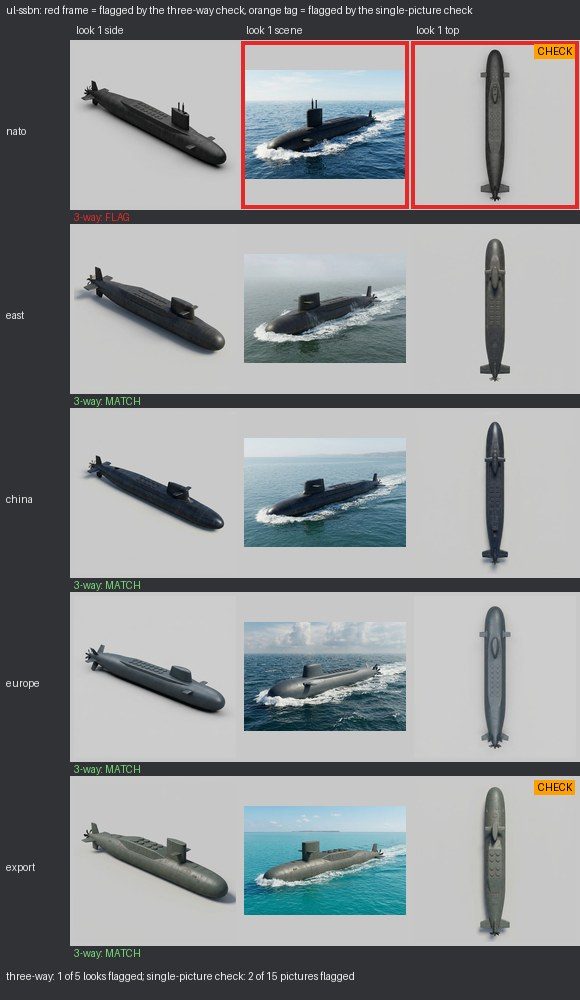 ul-ssbn: red frame = flagged by the three-way check, orange tag = flagged by the single-picture check
look 1 side look 1 scene look 1 top
CHECK
nato
3-way: FLAG
east
3-way: MATCH
china
3-way: MATCH
europe
3-way: MATCH
CHECK
export
3-way: MATCH
three-way: 1 of 5 looks flagged; single-picture check: 2 of 15 pictures flagged